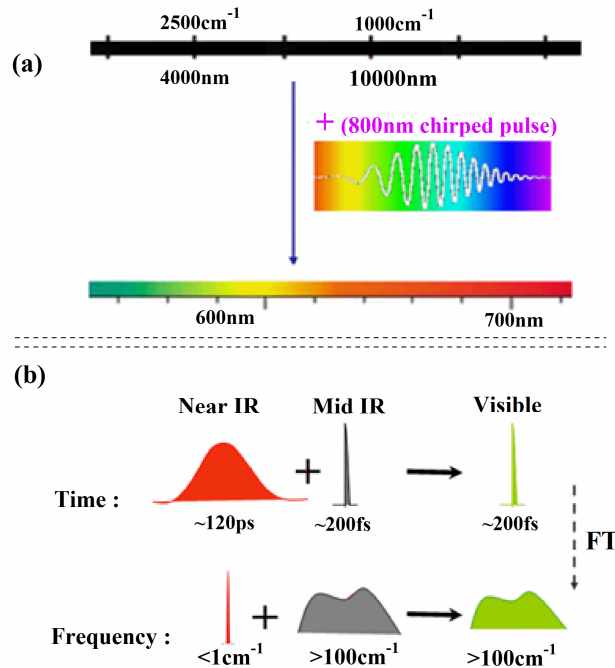 2500cm⁻¹ 1000cm⁻¹
(a)
4000nm 10000nm
+ (800nm chirped pulse)
600nm 700nm
(b)
Near IR Mid IR Visible
+
Time :
~120ps ~200fs ~200fs
FT
+
Frequency :
<1cm⁻¹ >100cm⁻¹ >100cm⁻¹